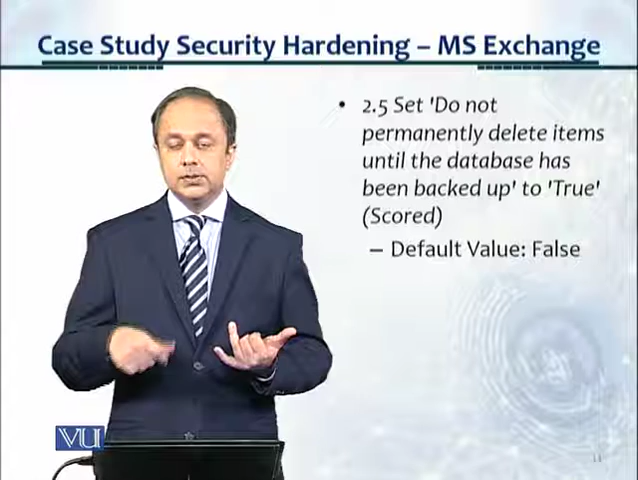 Case Study Security Hardening – MS Exchange
• 2.5 Set 'Do not
permanently delete items
until the database has
been backed up' to 'True'
(Scored)
– Default Value: False
VU
11